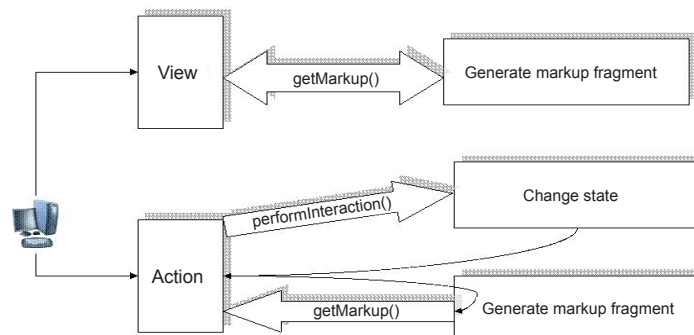 View
getMarkup()
Generate markup fragment
performInteraction()
Change state
Action
getMarkup()
Generate markup fragment